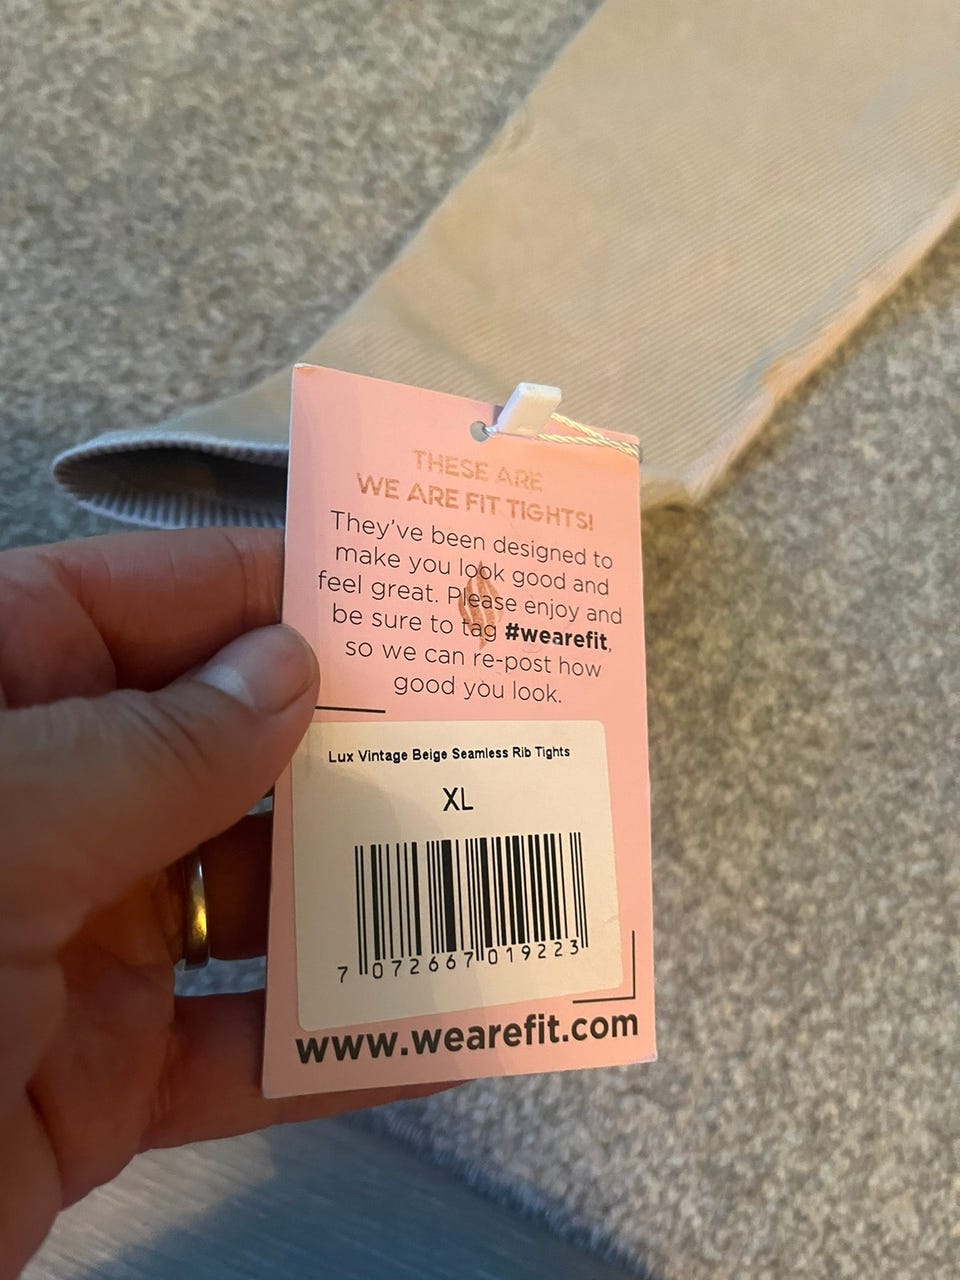 THESE ARE
WE ARE FIT TIGHTS!
They've been designed to
make you look good and
feel great. Please enjoy and
be sure to tag #wearefit,
so we can re-post how
good you look.
Lux Vintage Beige Seamless Rib Tights
XL
7 072667 019223
www.wearefit.com